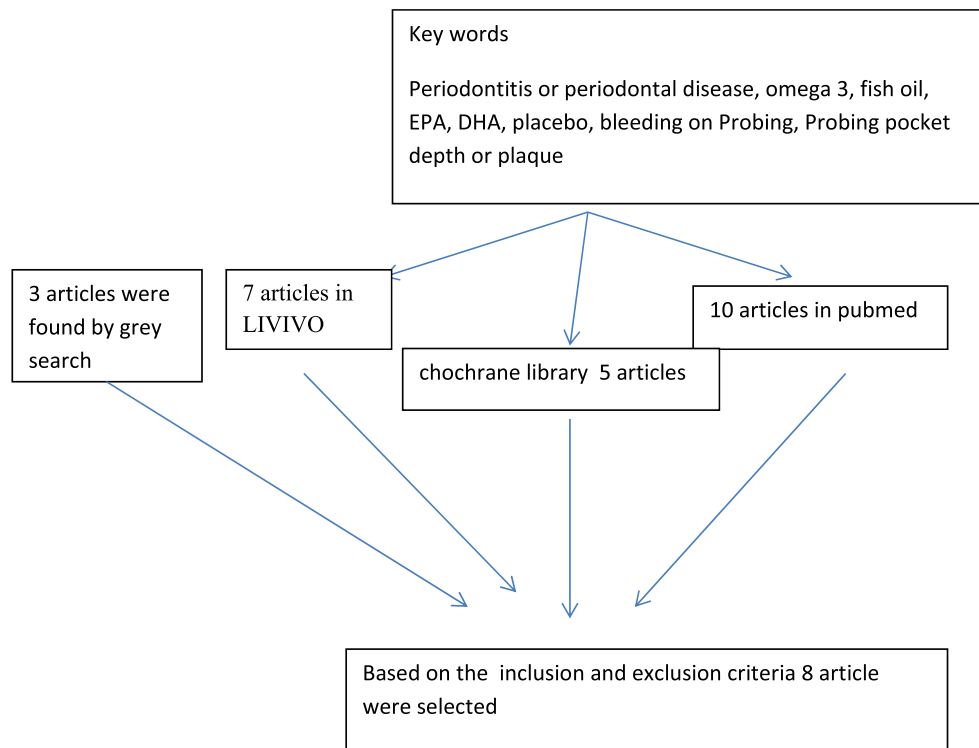 Key words
Periodontitis or periodontal disease, omega 3, fish oil,
EPA, DHA, placebo, bleeding on Probing, Probing pocket
depth or plaque
3 articles were
found by grey
search
7 articles in
LIVIVO
chochrane library  5 articles
10 articles in pubmed
Based on the  inclusion and exclusion criteria 8 article
were selected